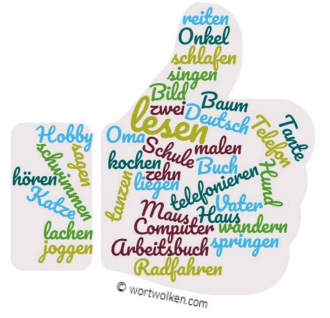 reiten
Onkel
schlafen
singen
Bild
zwei
Baum
lesen
Deutsch
Telefon
Tante
Hobby
sagen
Oma
Schule
malen
schwimmen
kochen
zehn
Buch
Hund
hören
liegen
telefonieren
Katze
tanzen
Maus
Haus
Vater
lachen
Computer
wandern
joggen
Arbeitsbuch
springen
Radfahren
© wortwolken.com